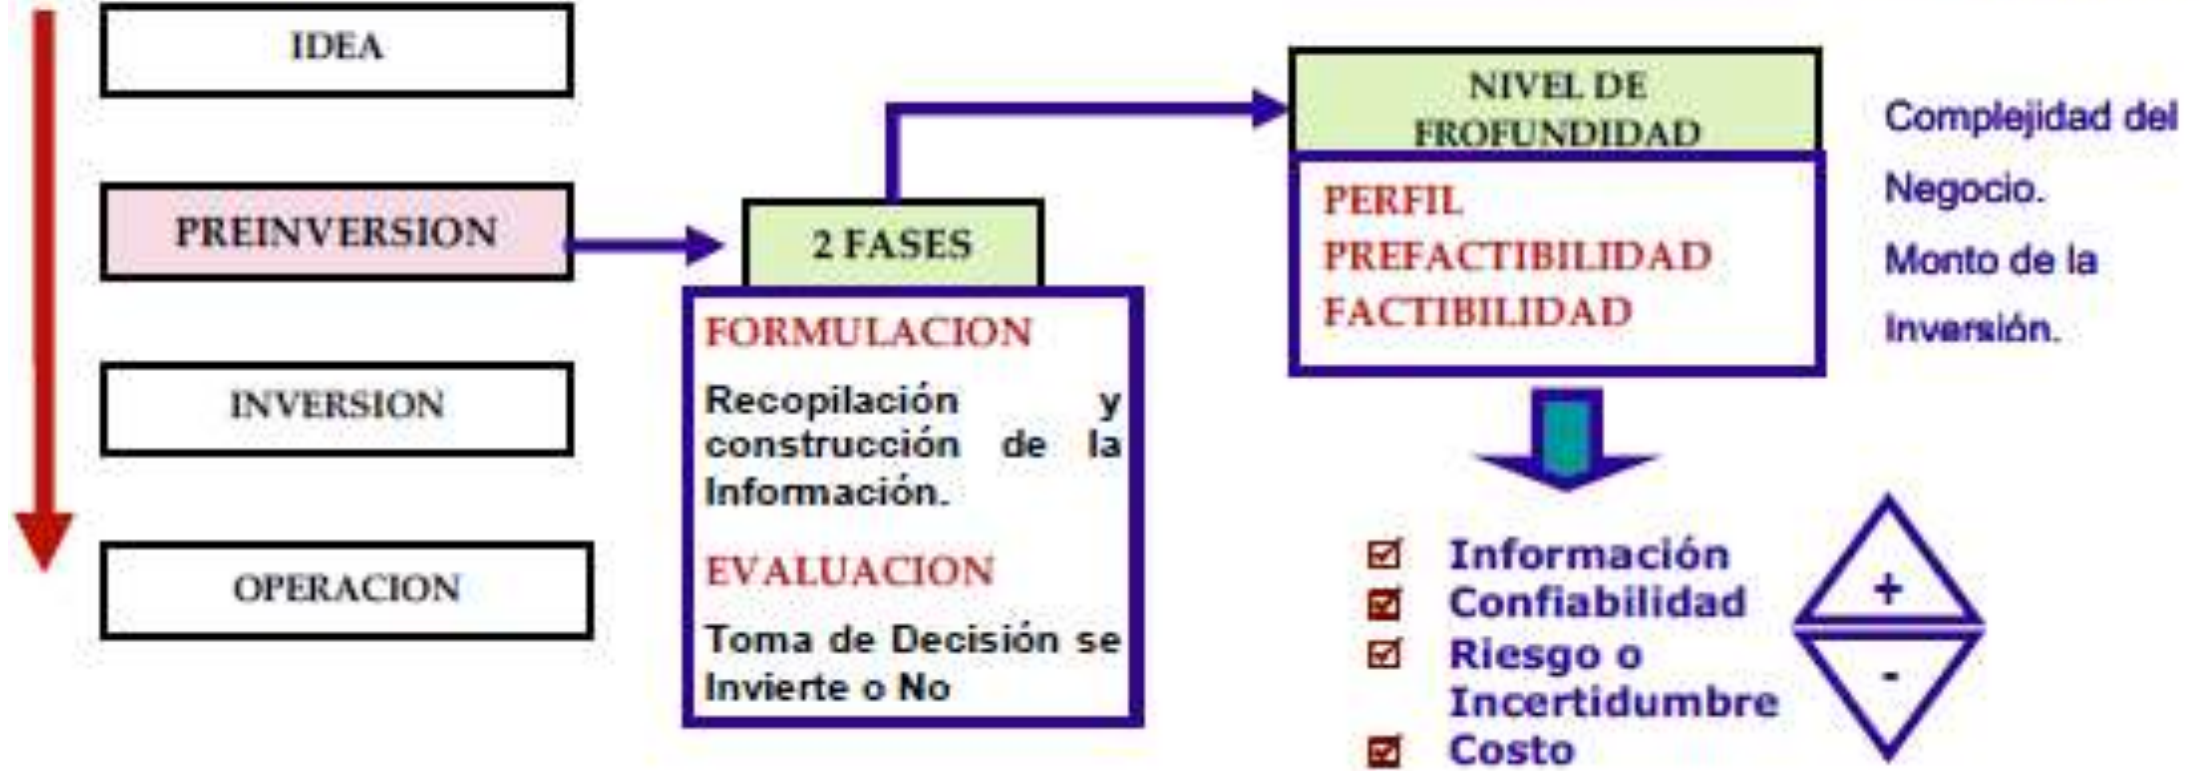 IDEA
PREINVERSION
INVERSION
OPERACION
2 FASES
FORMULACION
Recopilación y
construcción de la
Información.
EVALUACION
Toma de Decisión se
Invierte o No
NIVEL DE
FROFUNDIDAD
PERFIL
PREFACTIBILIDAD
FACTIBILIDAD
Complejidad del
Negocio.
Monto de la
Inversión.
Información
Confiabilidad
Riesgo o
Incertidumbre
Costo
+
-